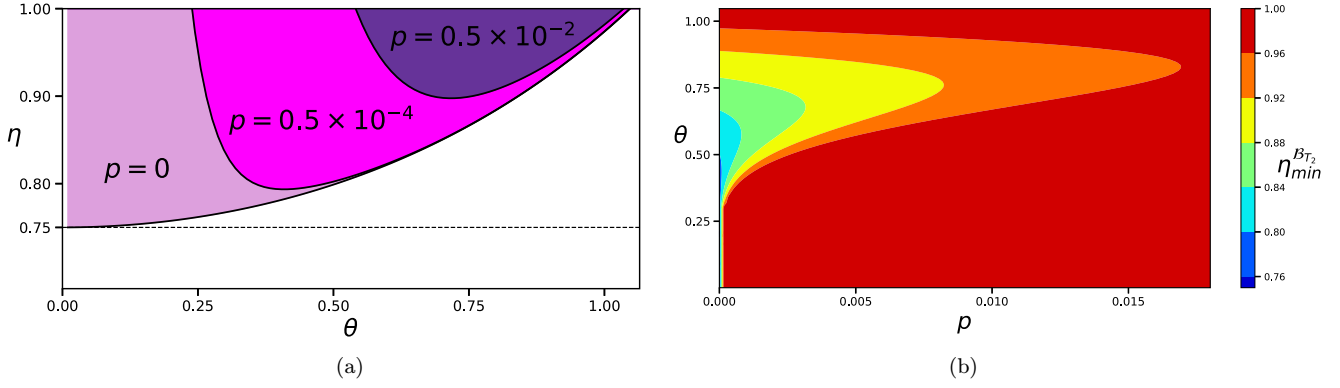 1.00
0.90
η
0.80
0.75
0.00
0.25
0.50
0.75
1.00
θ
p = 0
p = 0.5 × 10⁻⁴
p = 0.5 × 10⁻²
(a)
1.00
0.75
θ
0.50
0.25
0.000
0.005
0.010
0.015
p
1.00
0.96
0.92
0.88
0.84
0.80
0.76
η_{min}^{\mathcal{B}_{T_2}}
(b)